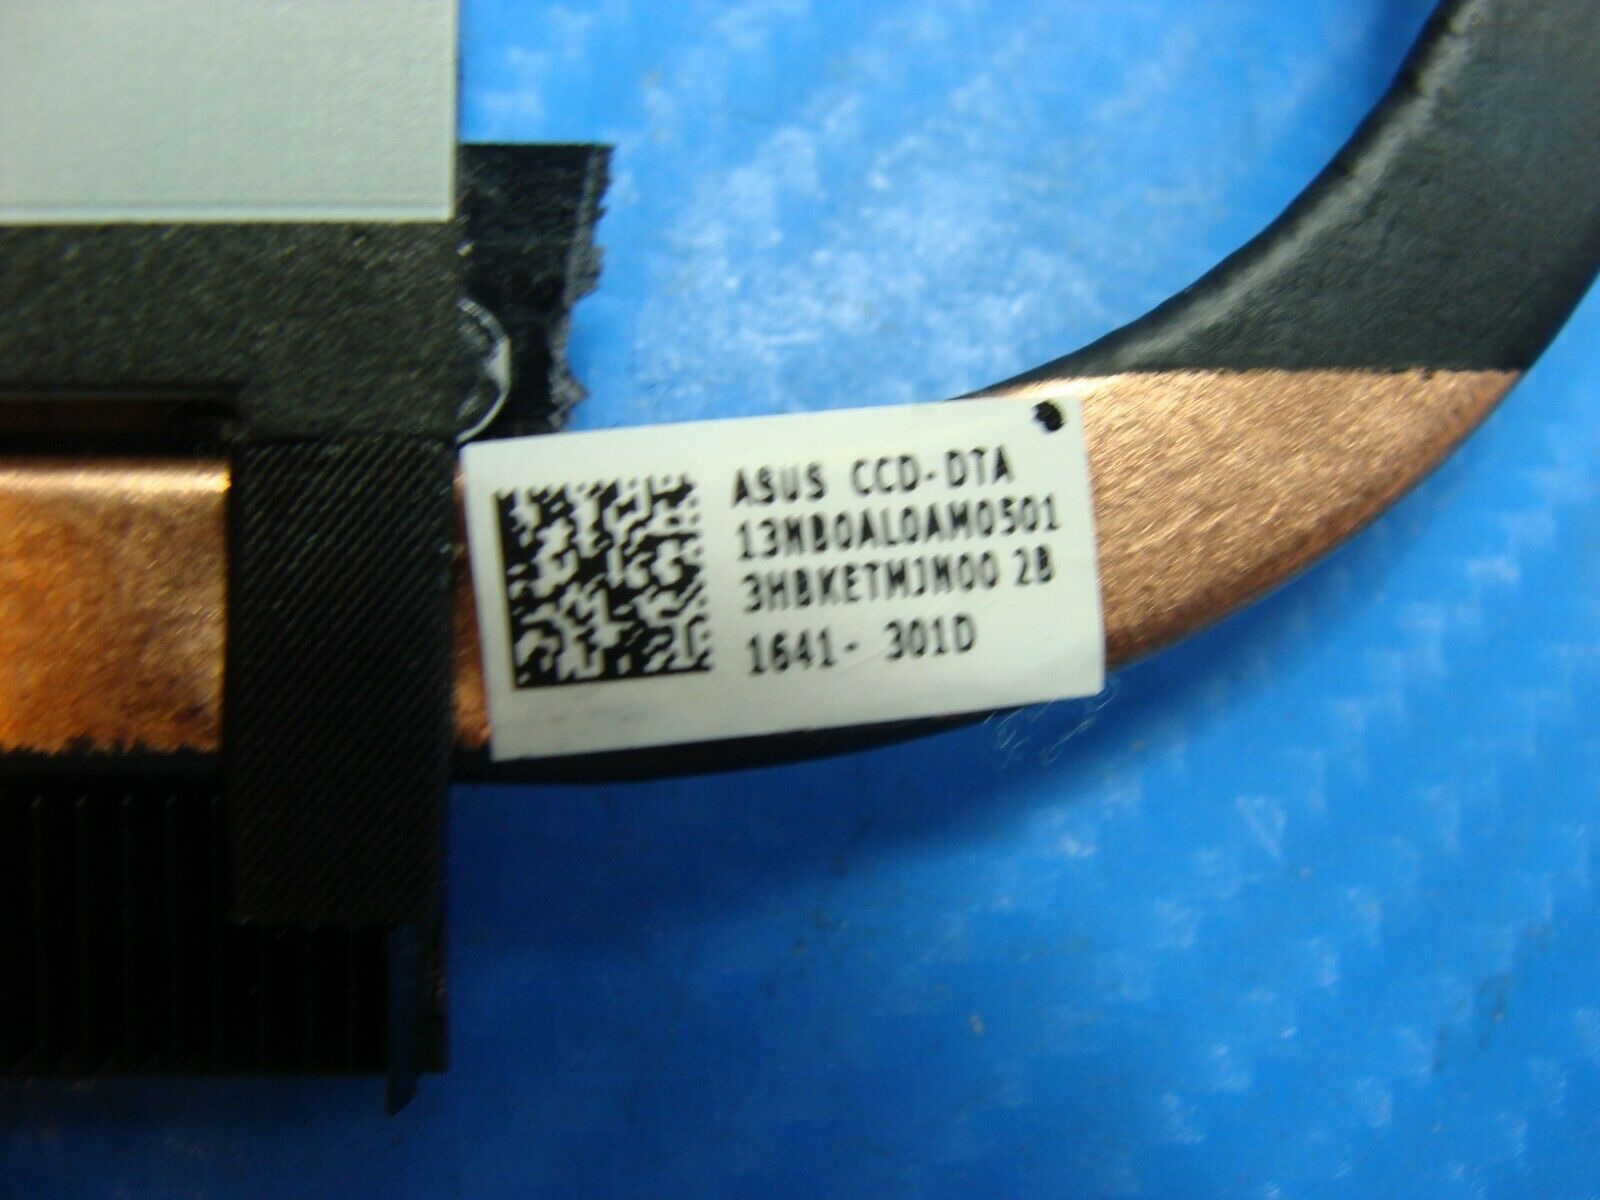 ASUS CCD-DTA
13NB0AL0AM0501
3HBKETMJM00 2B
1641- 301D